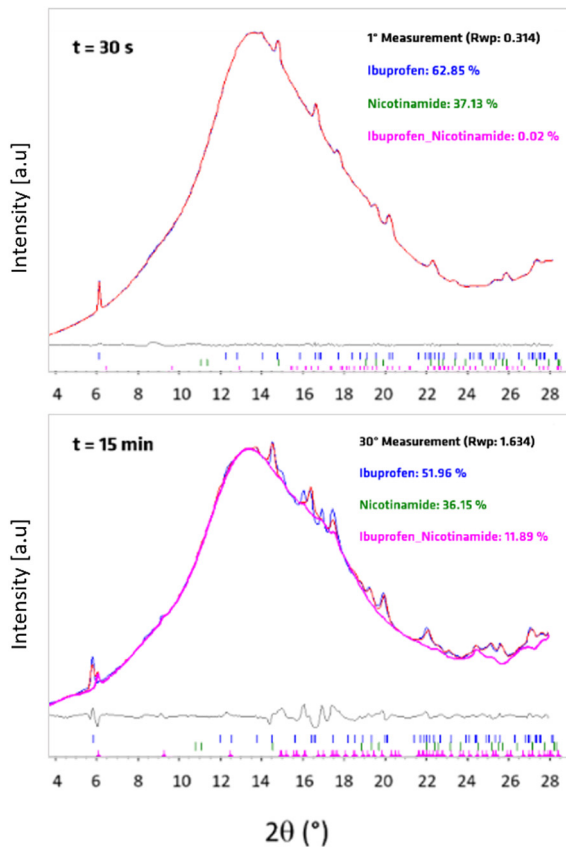 t = 30 s
1° Measurement (Rwp: 0.314)
Ibuprofen: 62.85 %
Nicotinamide: 37.13 %
Ibuprofen_Nicotinamide: 0.02 %
Intensity [a.u]
4 6 8 10 12 14 16 18 20 22 24 26 28
t = 15 min
30° Measurement (Rwp: 1.634)
Ibuprofen: 51.96 %
Nicotinamide: 36.15 %
Ibuprofen_Nicotinamide: 11.89 %
Intensity [a.u]
4 6 8 10 12 14 16 18 20 22 24 26 28
2θ (°)